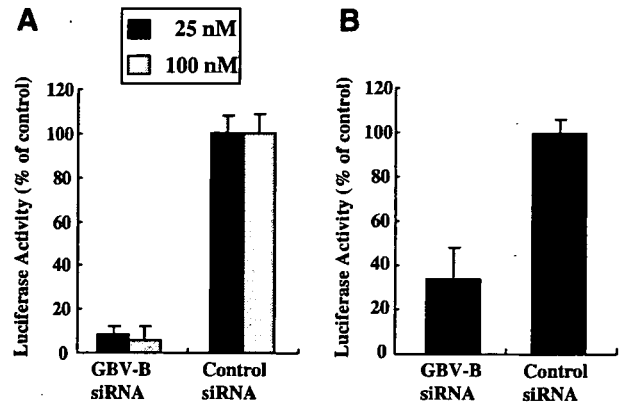 A
25 nM
100 nM
Luciferase Activity (% of control)
120
100
80
60
40
20
0
GBV-B
siRNA
Control
siRNA
B
Luciferase Activity (% of control)
120
100
80
60
40
20
0
GBV-B
siRNA
Control
siRNA